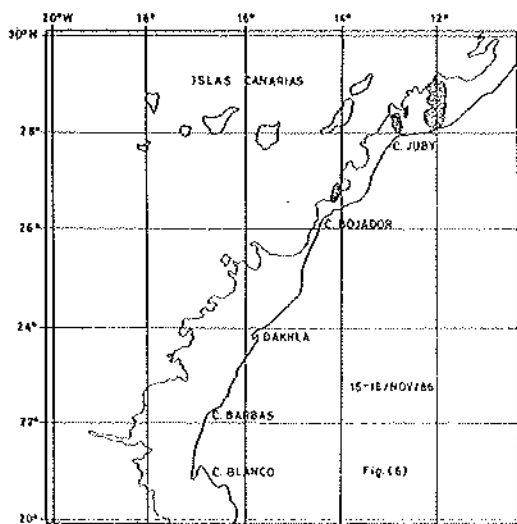 20°W 18° 16° 14° 12°
30°N
ISLAS CANARIAS
28°
C. JUBY
26°
C. BOJADOR
24°
DAKHLA
15-18/NOV/86
22°
C. BARBAS
C. BLANCO
Fig.(6)
20°